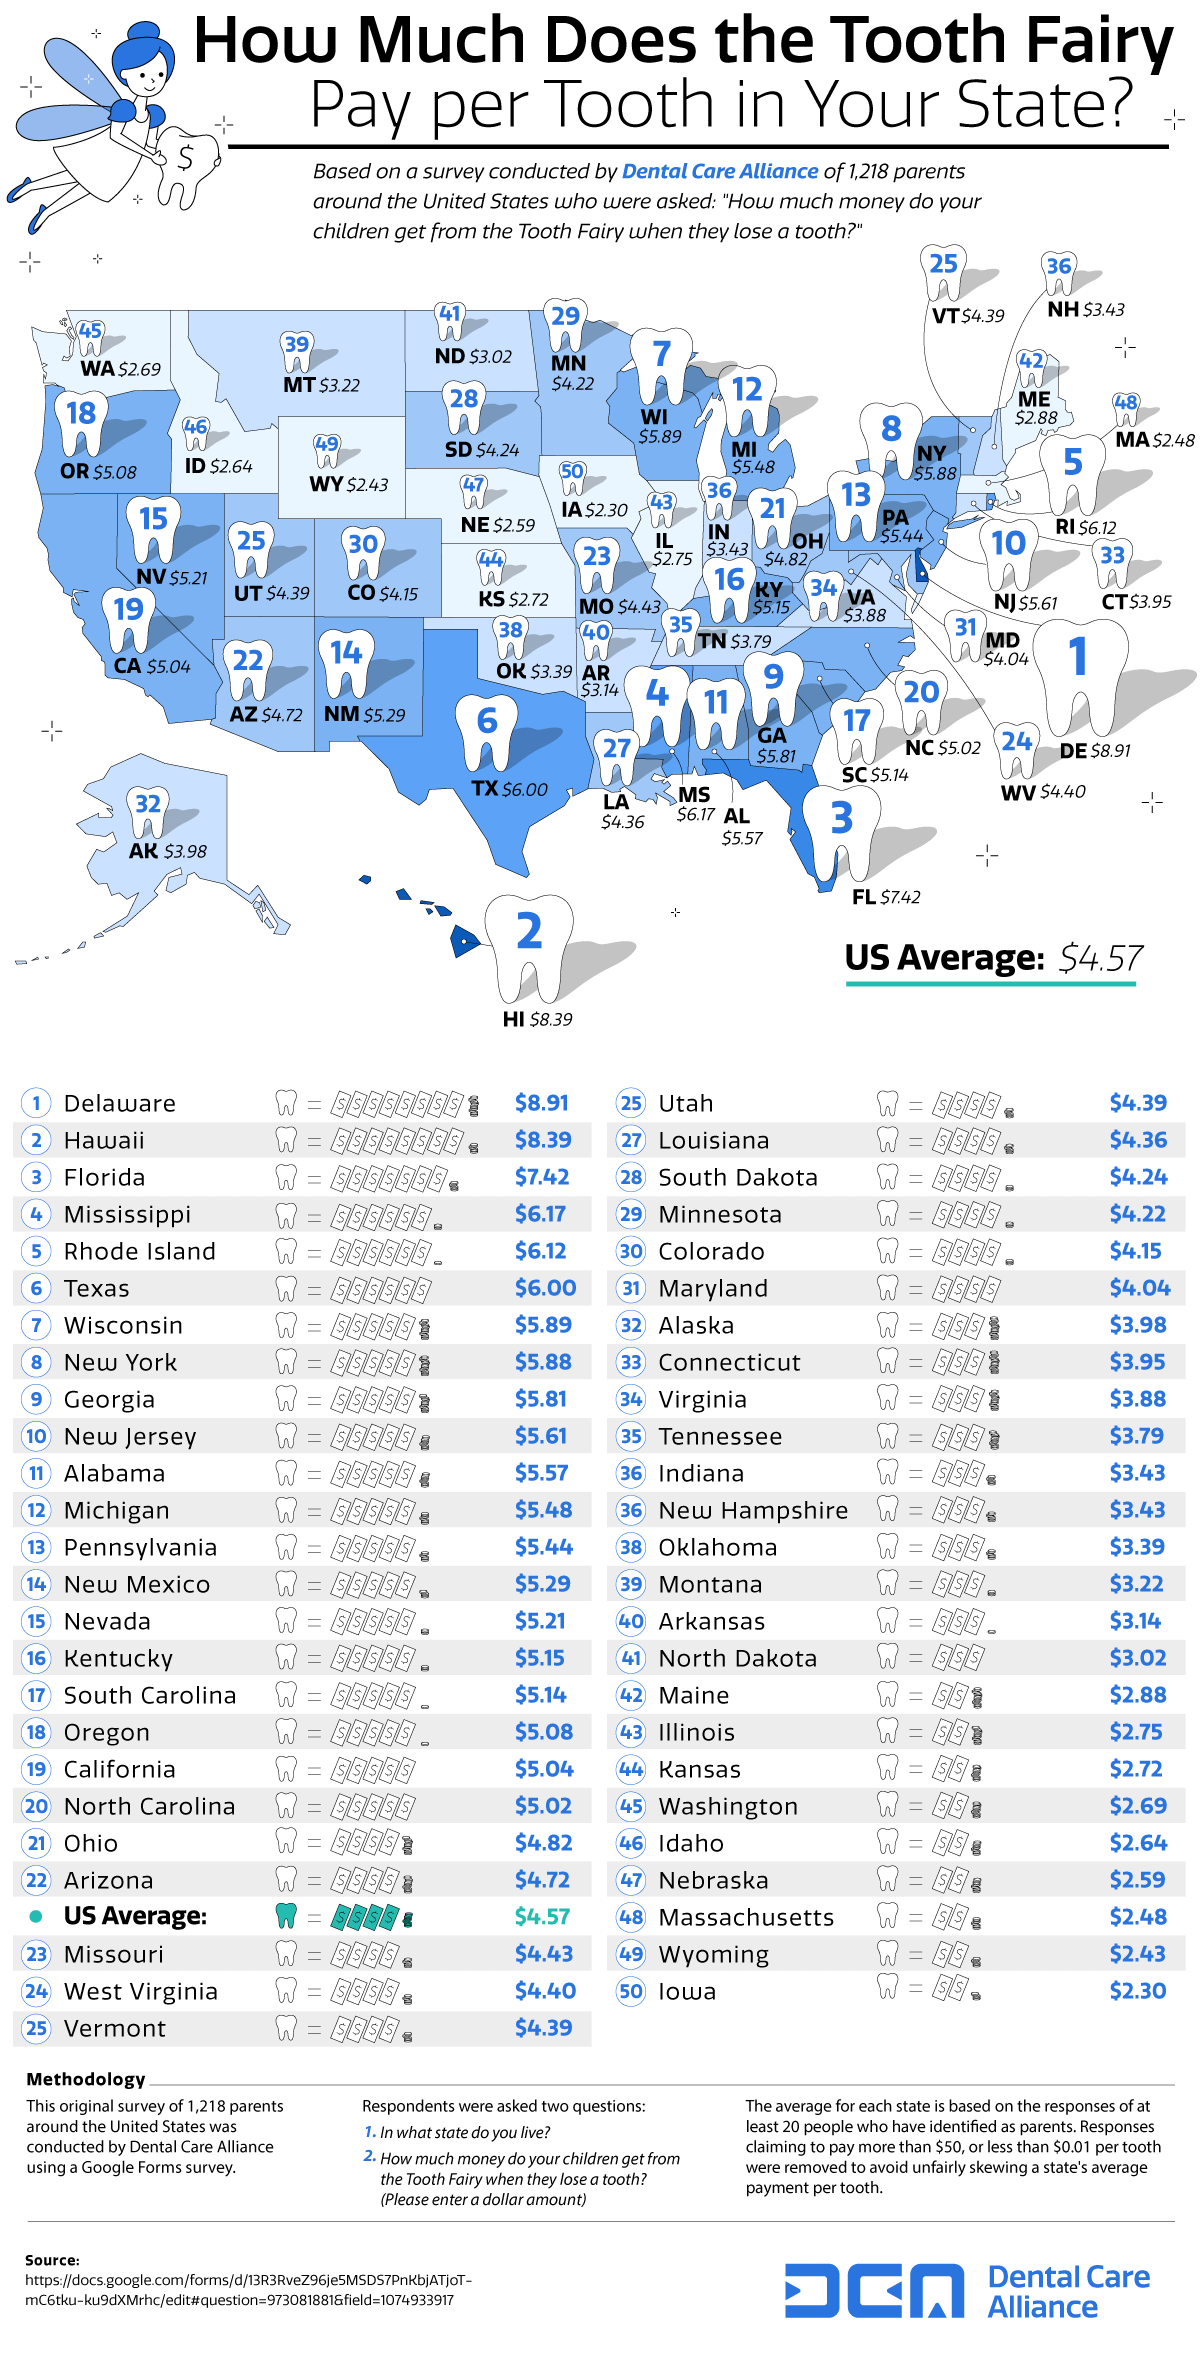 How Much Does the Tooth Fairy
Pay per Tooth in Your State?
$
Based on a survey conducted by Dental Care Alliance of 1,218 parents
around the United States who were asked: "How much money do your
children get from the Tooth Fairy when they lose a tooth?"
25
VT $4.39
36
NH $3.43
45
WA $2.69
39
MT $3.22
41
ND $3.02
29
MN
$4.22
7
WI
$5.89
12
MI
$5.48
42
ME
$2.88
48
MA $2.48
18
OR $5.08
46
ID $2.64
49
WY $2.43
28
SD $4.24
8
NY
$5.88
5
RI $6.12
15
NV $5.21
25
UT $4.39
30
CO $4.15
47
NE $2.59
50
IA $2.30
43
IL
$2.75
36
IN
$3.43
21
OH
$4.82
13
PA
$5.44
10
NJ $5.61
33
CT $3.95
19
CA $5.04
44
KS $2.72
23
MO $4.43
16
KY
$5.15
34
VA
$3.88
31
MD
$4.04
1
DE $8.91
22
AZ $4.72
14
NM $5.29
38
OK $3.39
40
AR
$3.14
35
TN $3.79
6
TX $6.00
27
LA
$4.36
4
MS
$6.17
11
AL
$5.57
9
GA
$5.81
17
SC $5.14
20
NC $5.02
24
WV $4.40
32
AK $3.98
3
FL $7.42
2
HI $8.39
US Average: $4.57
1 Delaware = $8.91
2 Hawaii = $8.39
3 Florida = $7.42
4 Mississippi = $6.17
5 Rhode Island = $6.12
6 Texas = $6.00
7 Wisconsin = $5.89
8 New York = $5.88
9 Georgia = $5.81
10 New Jersey = $5.61
11 Alabama = $5.57
12 Michigan = $5.48
13 Pennsylvania = $5.44
14 New Mexico = $5.29
15 Nevada = $5.21
16 Kentucky = $5.15
17 South Carolina = $5.14
18 Oregon = $5.08
19 California = $5.04
20 North Carolina = $5.02
21 Ohio = $4.82
22 Arizona = $4.72
US Average: = $4.57
23 Missouri = $4.43
24 West Virginia = $4.40
25 Vermont = $4.39
25 Utah = $4.39
27 Louisiana = $4.36
28 South Dakota = $4.24
29 Minnesota = $4.22
30 Colorado = $4.15
31 Maryland = $4.04
32 Alaska = $3.98
33 Connecticut = $3.95
34 Virginia = $3.88
35 Tennessee = $3.79
36 Indiana = $3.43
36 New Hampshire = $3.43
38 Oklahoma = $3.39
39 Montana = $3.22
40 Arkansas = $3.14
41 North Dakota = $3.02
42 Maine = $2.88
43 Illinois = $2.75
44 Kansas = $2.72
45 Washington = $2.69
46 Idaho = $2.64
47 Nebraska = $2.59
48 Massachusetts = $2.48
49 Wyoming = $2.43
50 Iowa = $2.30
Methodology
This original survey of 1,218 parents
around the United States was
conducted by Dental Care Alliance
using a Google Forms survey.
Respondents were asked two questions:
1. In what state do you live?
2. How much money do your children get from
the Tooth Fairy when they lose a tooth?
(Please enter a dollar amount)
The average for each state is based on the responses of at
least 20 people who have identified as parents. Responses
claiming to pay more than $50, or less than $0.01 per tooth
were removed to avoid unfairly skewing a state's average
payment per tooth.
Source:
https://docs.google.com/forms/d/13R3RveZ96je5MSDS7PnKbjATjoT-
mC6tku-ku9dXMrhc/edit#question=973081881&field=1074933917
DCA
Dental Care
Alliance